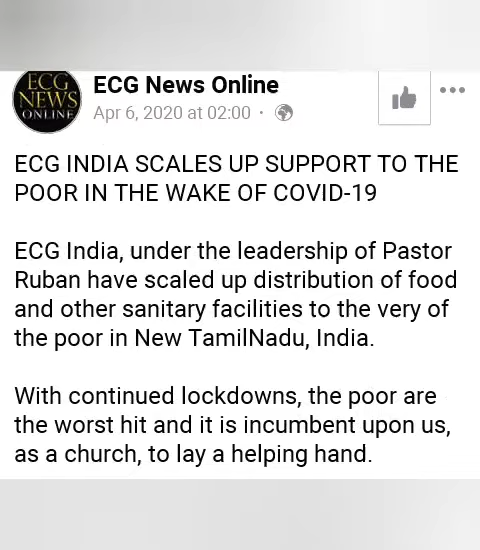 ECG
NEWS
ONLINE
ECG News Online
Apr 6, 2020 at 02:00 ·
ECG INDIA SCALES UP SUPPORT TO THE
POOR IN THE WAKE OF COVID-19
ECG India, under the leadership of Pastor
Ruban have scaled up distribution of food
and other sanitary facilities to the very of
the poor in New TamilNadu, India.
With continued lockdowns, the poor are
the worst hit and it is incumbent upon us,
as a church, to lay a helping hand.